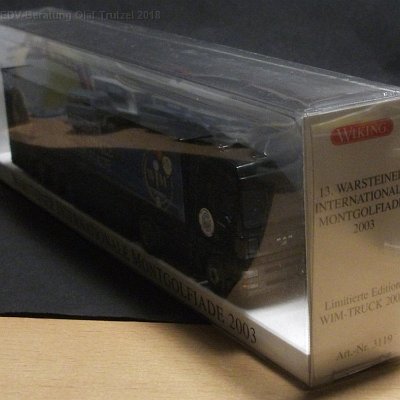 EDV-Beratung Olaf Trutzel 2018
WIKING
13. WARSTEINER
INTERNATIONALE
MONTGOLFIADE
2003
Limitierte Edition
WIM-TRUCK 200
Art.-Nr. 3119
MONTGOLFIADE 2003